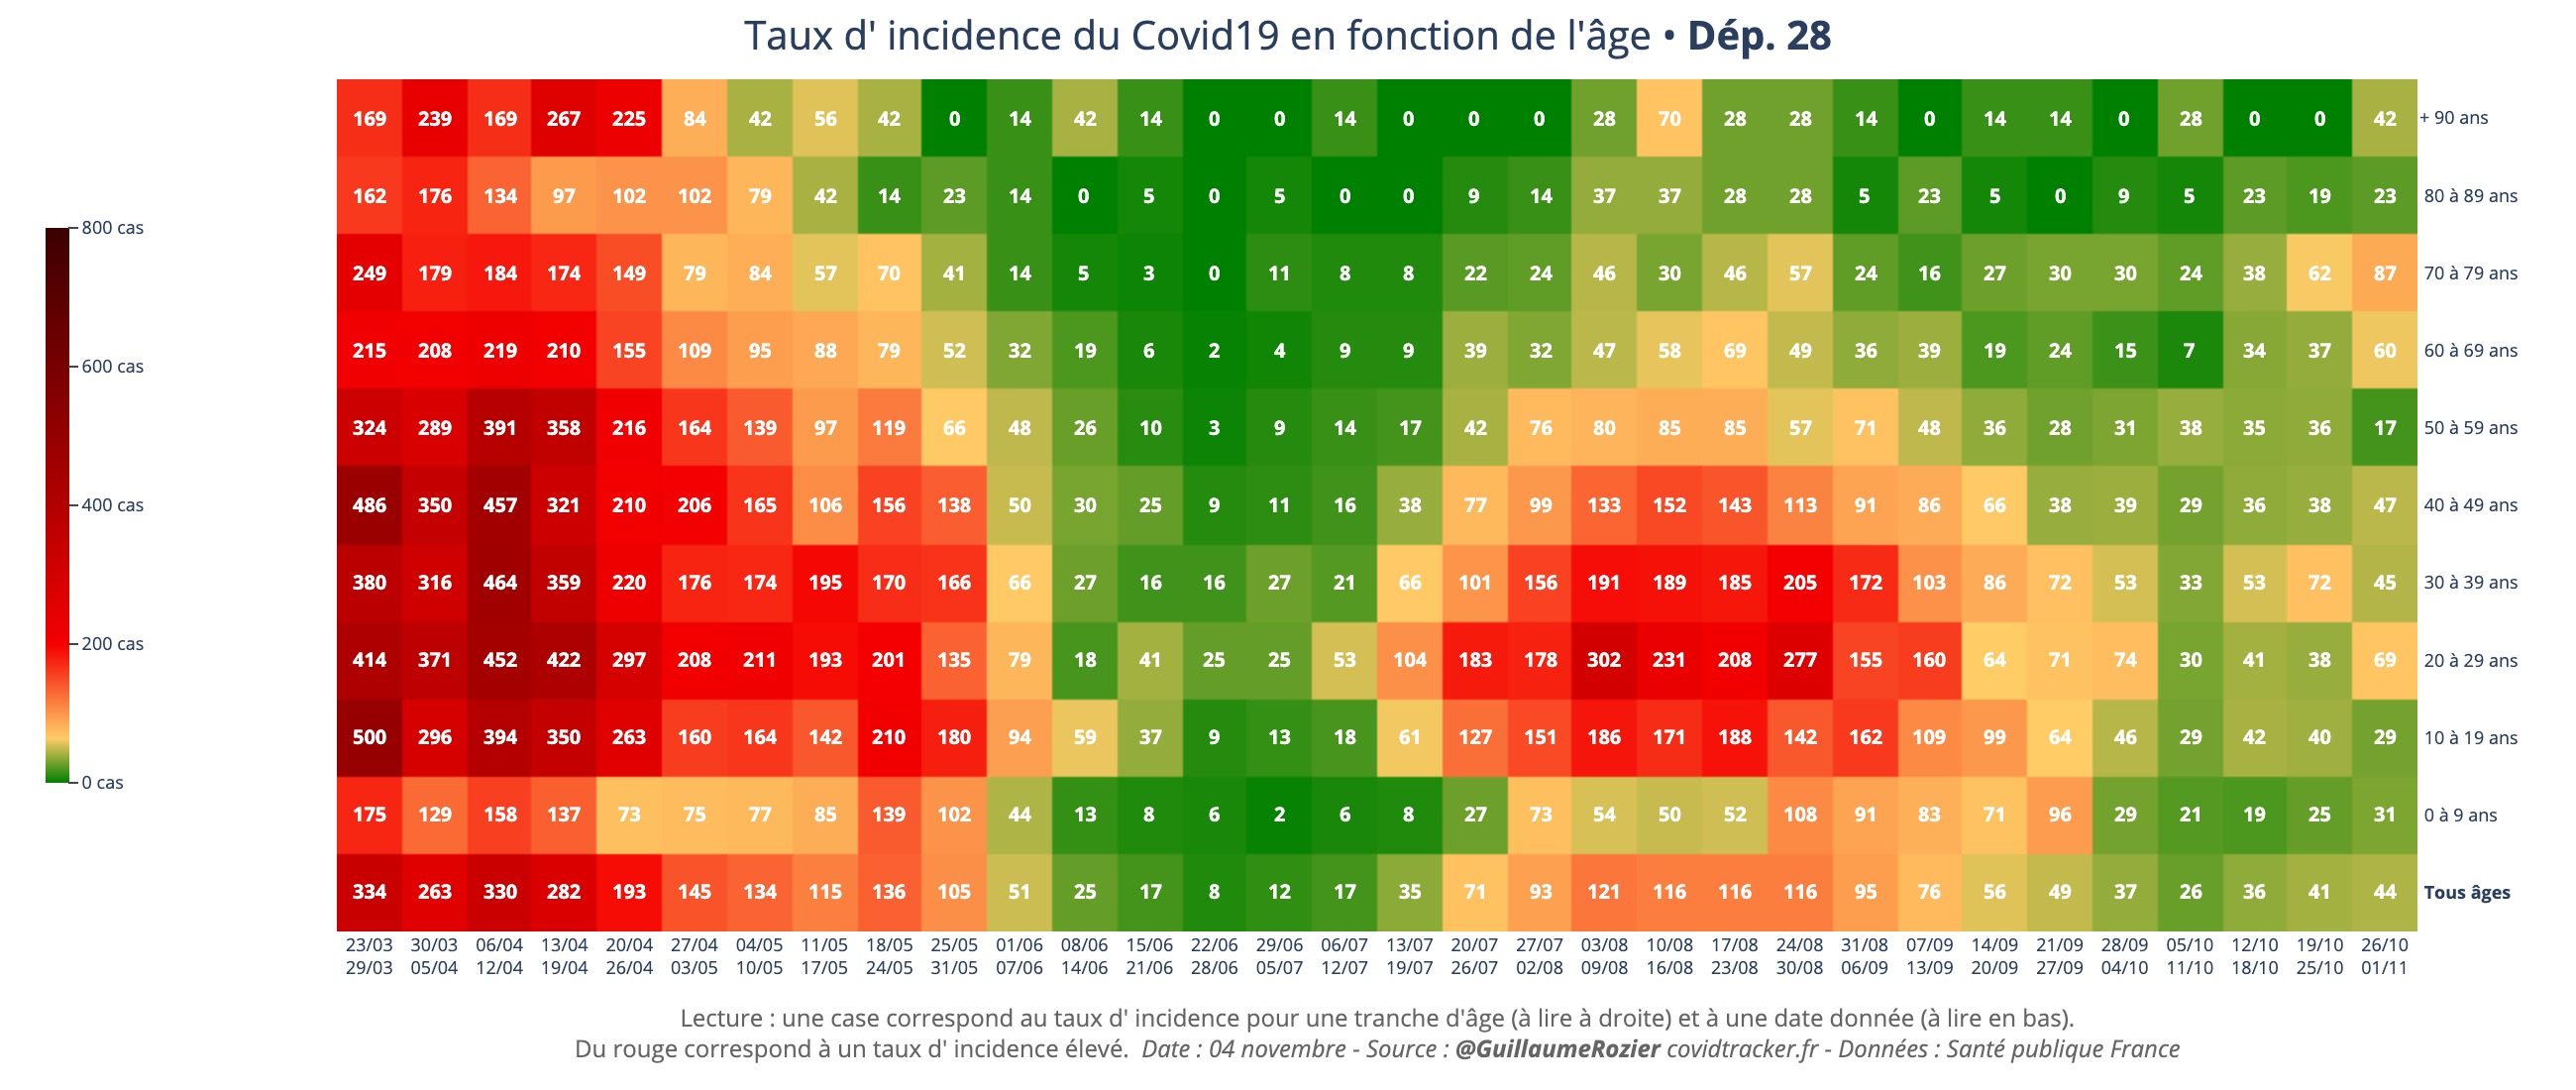 Taux d' incidence du Covid19 en fonction de l'âge • Dép. 28
800 cas
600 cas
400 cas
200 cas
0 cas
169 239 169 267 225 84 42 56 42 0 14 42 14 0 0 14 0 0 0 28 70 28 28 14 0 14 14 0 28 0 0 42 + 90 ans
162 176 134 97 102 102 79 42 14 23 14 0 5 0 5 0 0 9 14 37 37 28 28 5 23 5 0 9 5 23 19 23 80 à 89 ans
249 179 184 174 149 79 84 57 70 41 14 5 3 0 11 8 8 22 24 46 30 46 57 24 16 27 30 30 24 38 62 87 70 à 79 ans
215 208 219 210 155 109 95 88 79 52 32 19 6 2 4 9 9 39 32 47 58 69 49 36 39 19 24 15 7 34 37 60 60 à 69 ans
324 289 391 358 216 164 139 97 119 66 48 26 10 3 9 14 17 42 76 80 85 85 57 71 48 36 28 31 38 35 36 17 50 à 59 ans
486 350 457 321 210 206 165 106 156 138 50 30 25 9 11 16 38 77 99 133 152 143 113 91 86 66 38 39 29 36 38 47 40 à 49 ans
380 316 464 359 220 176 174 195 170 166 66 27 16 16 27 21 66 101 156 191 189 185 205 172 103 86 72 53 33 53 72 45 30 à 39 ans
414 371 452 422 297 208 211 193 201 135 79 18 41 25 25 53 104 183 178 302 231 208 277 155 160 64 71 74 30 41 38 69 20 à 29 ans
500 296 394 350 263 160 164 142 210 180 94 59 37 9 13 18 61 127 151 186 171 188 142 162 109 99 64 46 29 42 40 29 10 à 19 ans
175 129 158 137 73 75 77 85 139 102 44 13 8 6 2 6 8 27 73 54 50 52 108 91 83 71 96 29 21 19 25 31 0 à 9 ans
334 263 330 282 193 145 134 115 136 105 51 25 17 8 12 17 35 71 93 121 116 116 116 95 76 56 49 37 26 36 41 44 Tous âges
23/03 30/03 06/04 13/04 20/04 27/04 04/05 11/05 18/05 25/05 01/06 08/06 15/06 22/06 29/06 06/07 13/07 20/07 27/07 03/08 10/08 17/08 24/08 31/08 07/09 14/09 21/09 28/09 05/10 12/10 19/10 26/10
29/03 05/04 12/04 19/04 26/04 03/05 10/05 17/05 24/05 31/05 07/06 14/06 21/06 28/06 05/07 12/07 19/07 26/07 02/08 09/08 16/08 23/08 30/08 06/09 13/09 20/09 27/09 04/10 11/10 18/10 25/10 01/11
Lecture : une case correspond au taux d' incidence pour une tranche d'âge (à lire à droite) et à une date donnée (à lire en bas).
Du rouge correspond à un taux d' incidence élevé. Date : 04 novembre - Source : @GuillaumeRozier covidtracker.fr - Données : Santé publique France